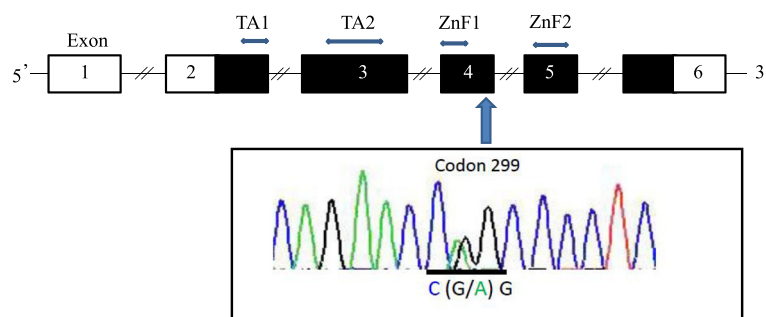 TA1 TA2 ZnF1 ZnF2
Exon
5’ 1 2 3 4 5 6 3
Codon 299
C (G/A) G